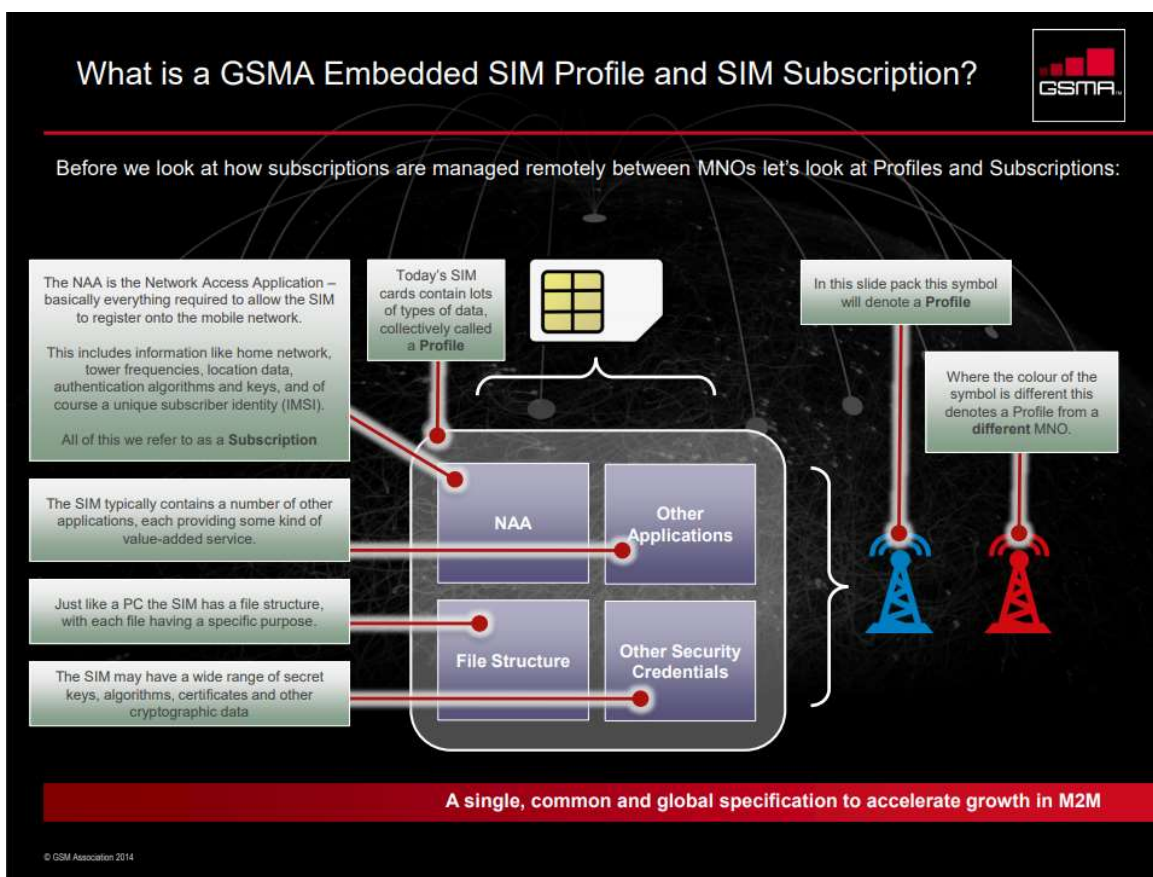 What is a GSMA Embedded SIM Profile and SIM Subscription?
GSMA
Before we look at how subscriptions are managed remotely between MNOs let's look at Profiles and Subscriptions:
The NAA is the Network Access Application –
basically everything required to allow the SIM
to register onto the mobile network.
This includes information like home network,
tower frequencies, location data,
authentication algorithms and keys, and of
course a unique subscriber identity (IMSI).
All of this we refer to as a Subscription
Today's SIM
cards contain lots
of types of data,
collectively called
a Profile
In this slide pack this symbol
will denote a Profile
Where the colour of the
symbol is different this
denotes a Profile from a
different MNO.
The SIM typically contains a number of other
applications, each providing some kind of
value-added service.
Just like a PC the SIM has a file structure,
with each file having a specific purpose.
The SIM may have a wide range of secret
keys, algorithms, certificates and other
cryptographic data
NAA
Other
Applications
File Structure
Other Security
Credentials
A single, common and global specification to accelerate growth in M2M
© GSM Association 2014